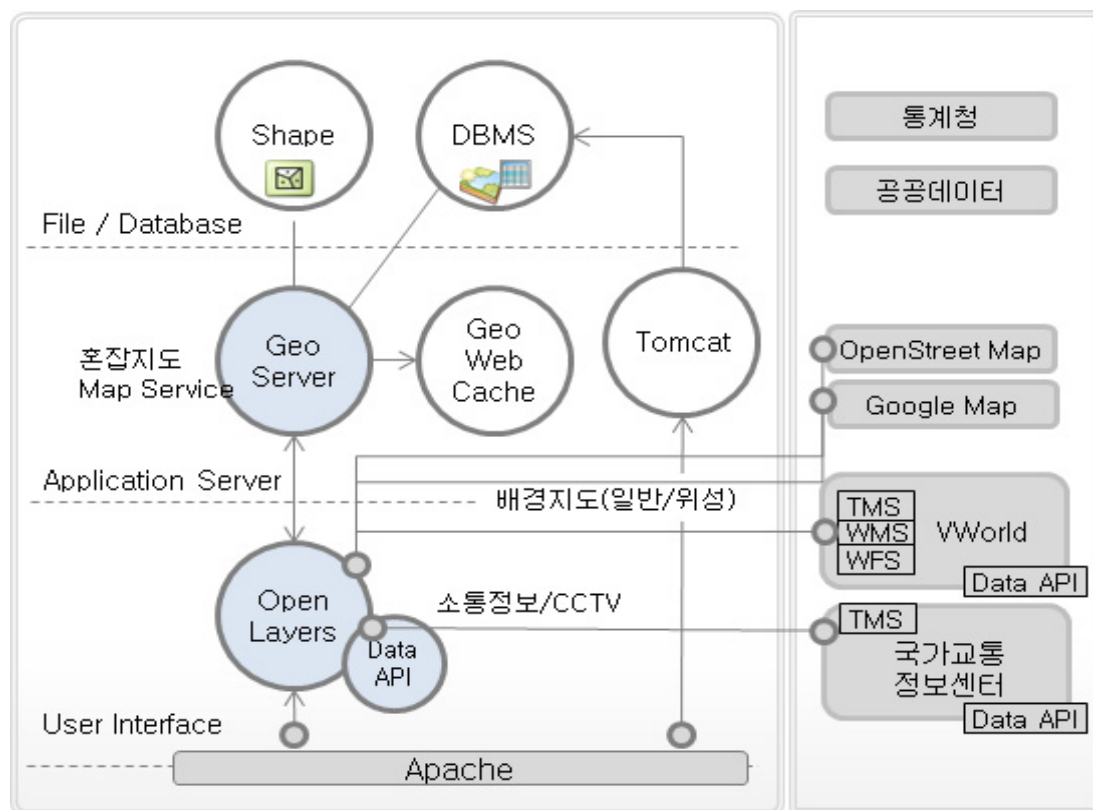 Shape
DBMS
File / Database
Geo
Server
Geo
Web
Cache
Tomcat
혼잡지도
Map Service
Application Server
배경지도(일반/위성)
Open
Layers
소통정보/CCTV
Data
API
User Interface
Apache
통계청
공공데이터
OpenStreet Map
Google Map
TMS
WMS
WFS
VWorld
Data API
TMS
국가교통
정보센터
Data API